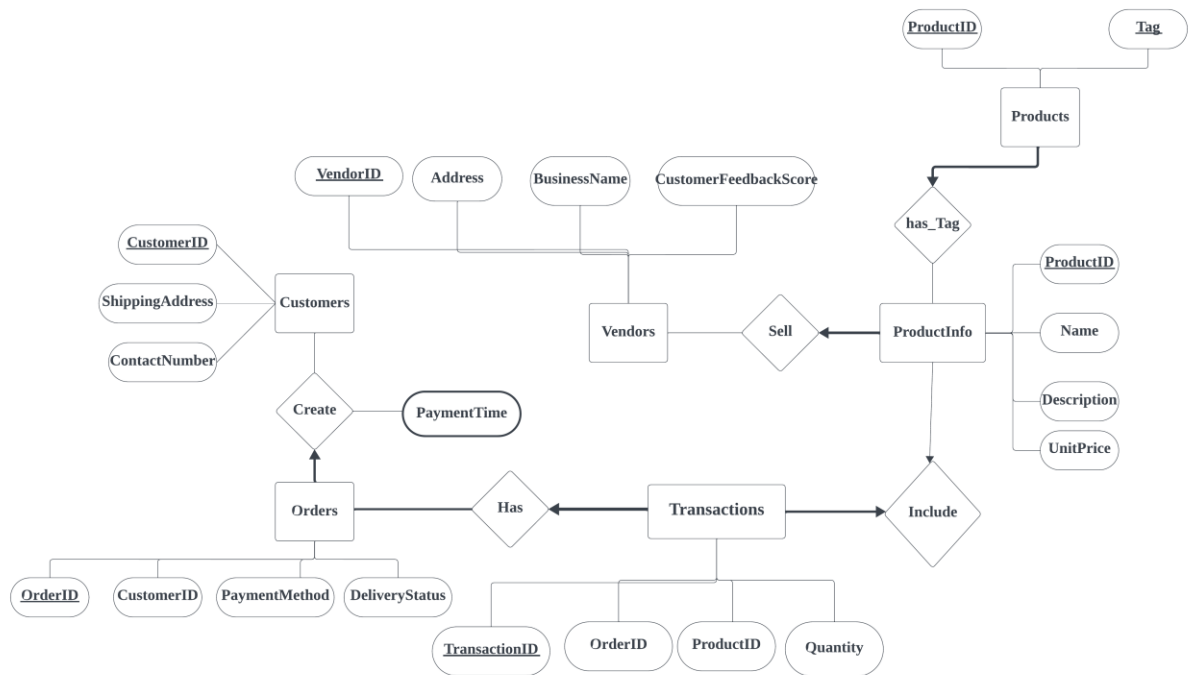 ProductID
Tag
Products
VendorID
Address
BusinessName
CustomerFeedbackScore
has_Tag
CustomerID
ShippingAddress
ContactNumber
Customers
Vendors
Sell
ProductInfo
ProductID
Name
Description
UnitPrice
Create
PaymentTime
Orders
Has
Transactions
Include
OrderID
CustomerID
PaymentMethod
DeliveryStatus
TransactionID
OrderID
ProductID
Quantity